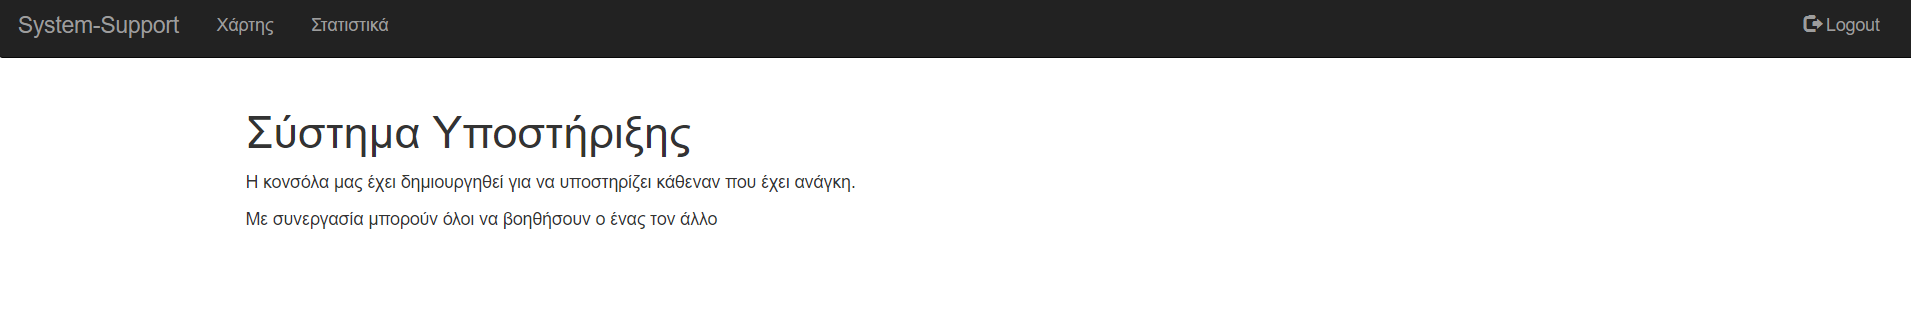 System-Support Χάρτης Στατιστικά Logout
Σύστημα Υποστήριξης
Η κονσόλα μας έχει δημιουργηθεί για να υποστηρίζει κάθεναν που έχει ανάγκη.
Με συνεργασία μπορούν όλοι να βοηθήσουν ο ένας τον άλλο